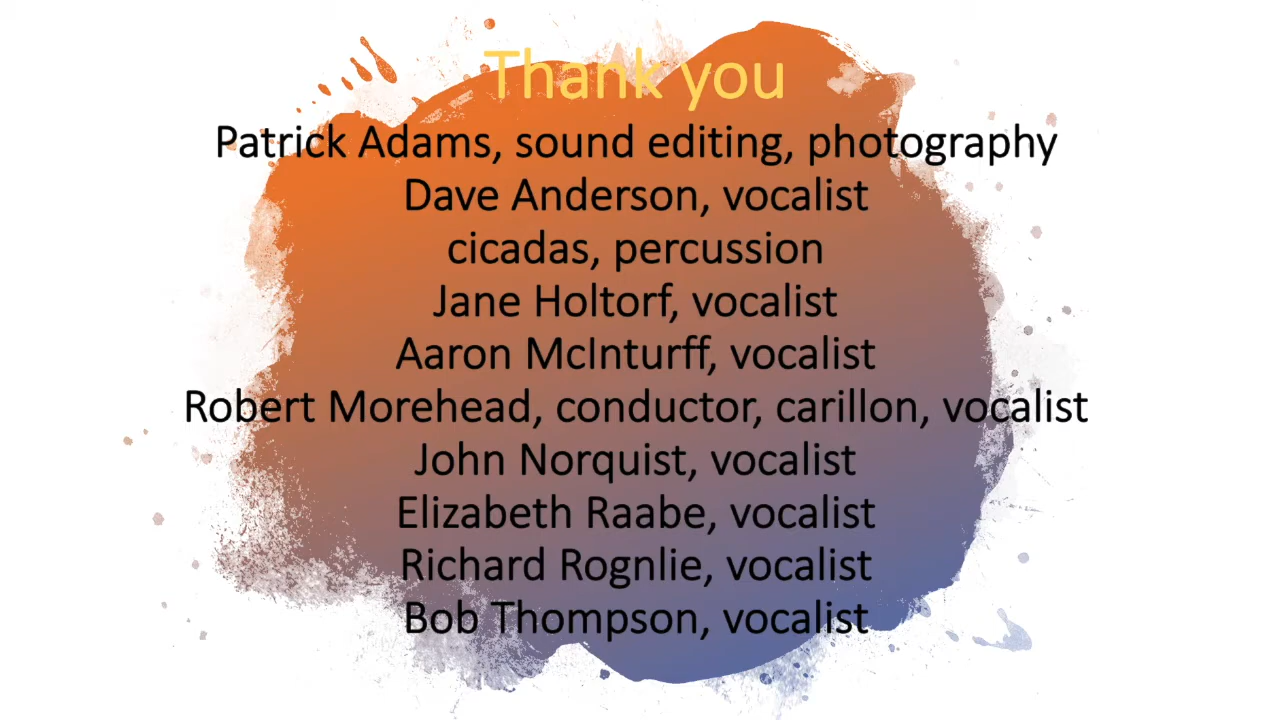 Thank you
Patrick Adams, sound editing, photography
Dave Anderson, vocalist
cicadas, percussion
Jane Holtorf, vocalist
Aaron McInturff, vocalist
Robert Morehead, conductor, carillon, vocalist
John Norquist, vocalist
Elizabeth Raabe, vocalist
Richard Rognlie, vocalist
Bob Thompson, vocalist